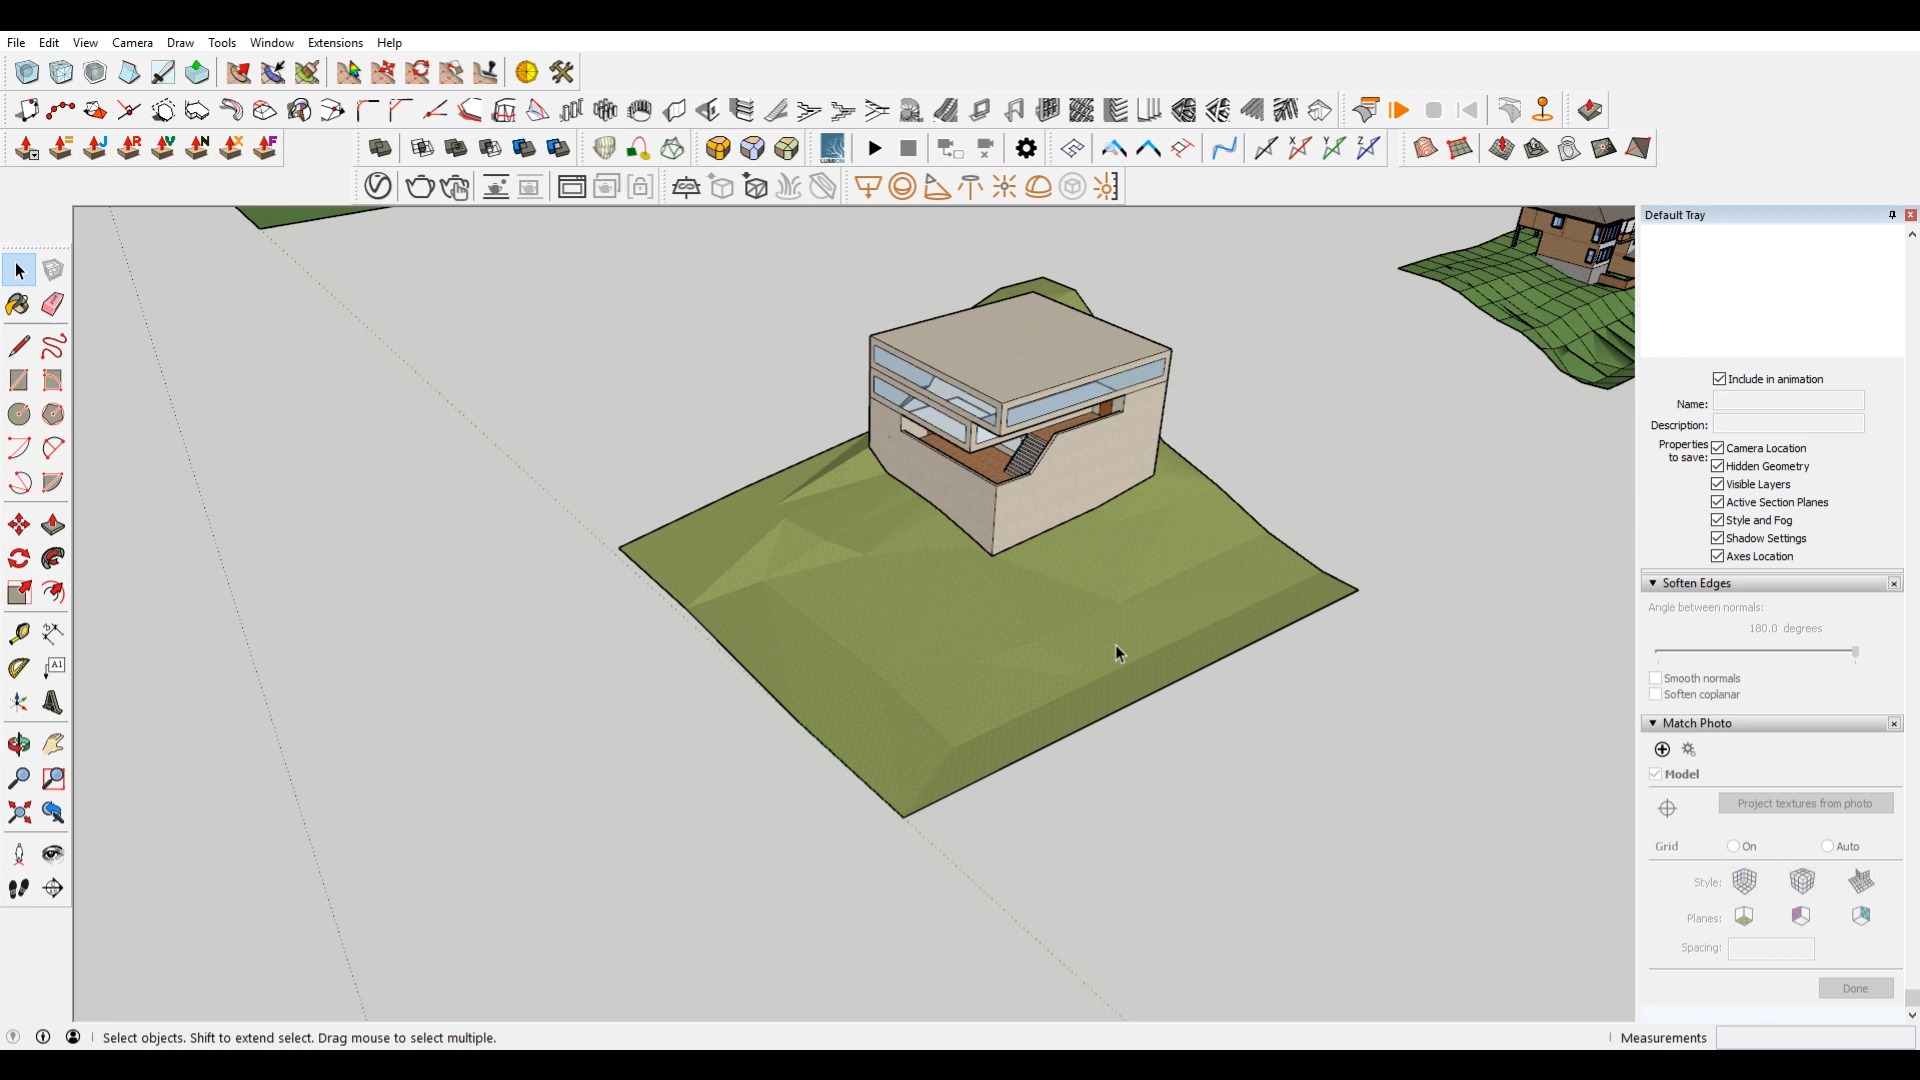 File Edit View Camera Draw Tools Window Extensions Help
J R V N X F
LUMION X Y Z
Default Tray
Include in animation
Name:
Description:
Properties to save:
Camera Location
Hidden Geometry
Visible Layers
Active Section Planes
Style and Fog
Shadow Settings
Axes Location
Soften Edges
Angle between normals:
180.0 degrees
Smooth normals
Soften coplanar
A1
Match Photo
Model
Project textures from photo
Grid On Auto
Style:
Planes:
Spacing:
Done
Select objects. Shift to extend select. Drag mouse to select multiple.
Measurements